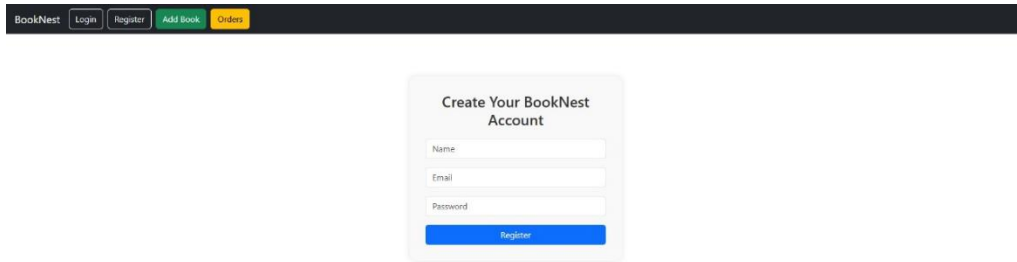 BookNest Login Register Add Book Orders
Create Your BookNest
Account
Name
Email
Password
Register